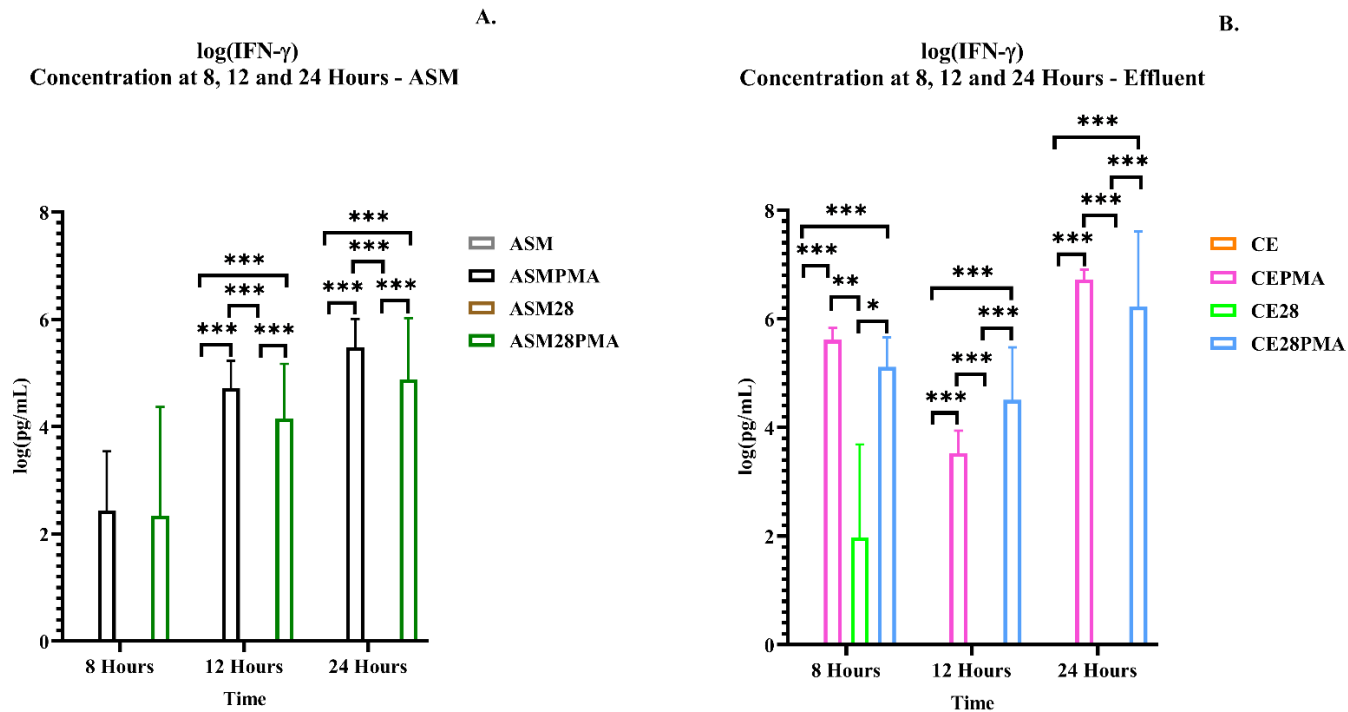 A.
log(IFN-γ)
Concentration at 8, 12 and 24 Hours - ASM
***
***
***
***
***
***
***
***
8
6
4
2
0
log(pg/mL)
8 Hours
12 Hours
24 Hours
Time
ASM
ASMPMA
ASM28
ASM28PMA
B.
log(IFN-γ)
Concentration at 8, 12 and 24 Hours - Effluent
***
***
**
*
***
***
***
***
***
***
***
***
8
6
4
2
0
log(pg/mL)
8 Hours
12 Hours
24 Hours
Time
CE
CEPMA
CE28
CE28PMA